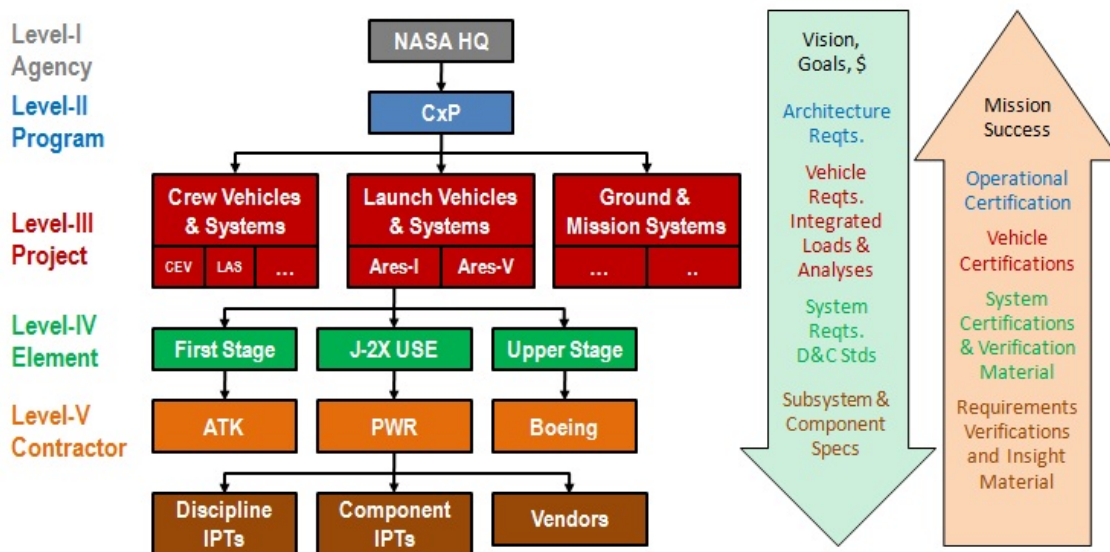 Level-I
Agency
NASA HQ
Level-II
Program
CxP
Level-III
Project
Crew Vehicles
& Systems
CEV
LAS
...
Launch Vehicles
& Systems
Ares-I
Ares-V
Ground &
Mission Systems
...
..
Level-IV
Element
First Stage
J-2X USE
Upper Stage
Level-V
Contractor
ATK
PWR
Boeing
Discipline
IPTs
Component
IPTs
Vendors
Vision,
Goals, $
Architecture
Reqts.
Vehicle
Reqts.
Integrated
Loads &
Analyses
System
Reqts.
D&C Stds
Subsystem &
Component
Specs
Mission
Success
Operational
Certification
Vehicle
Certifications
System
Certifications
& Verification
Material
Requirements
Verifications
and Insight
Material